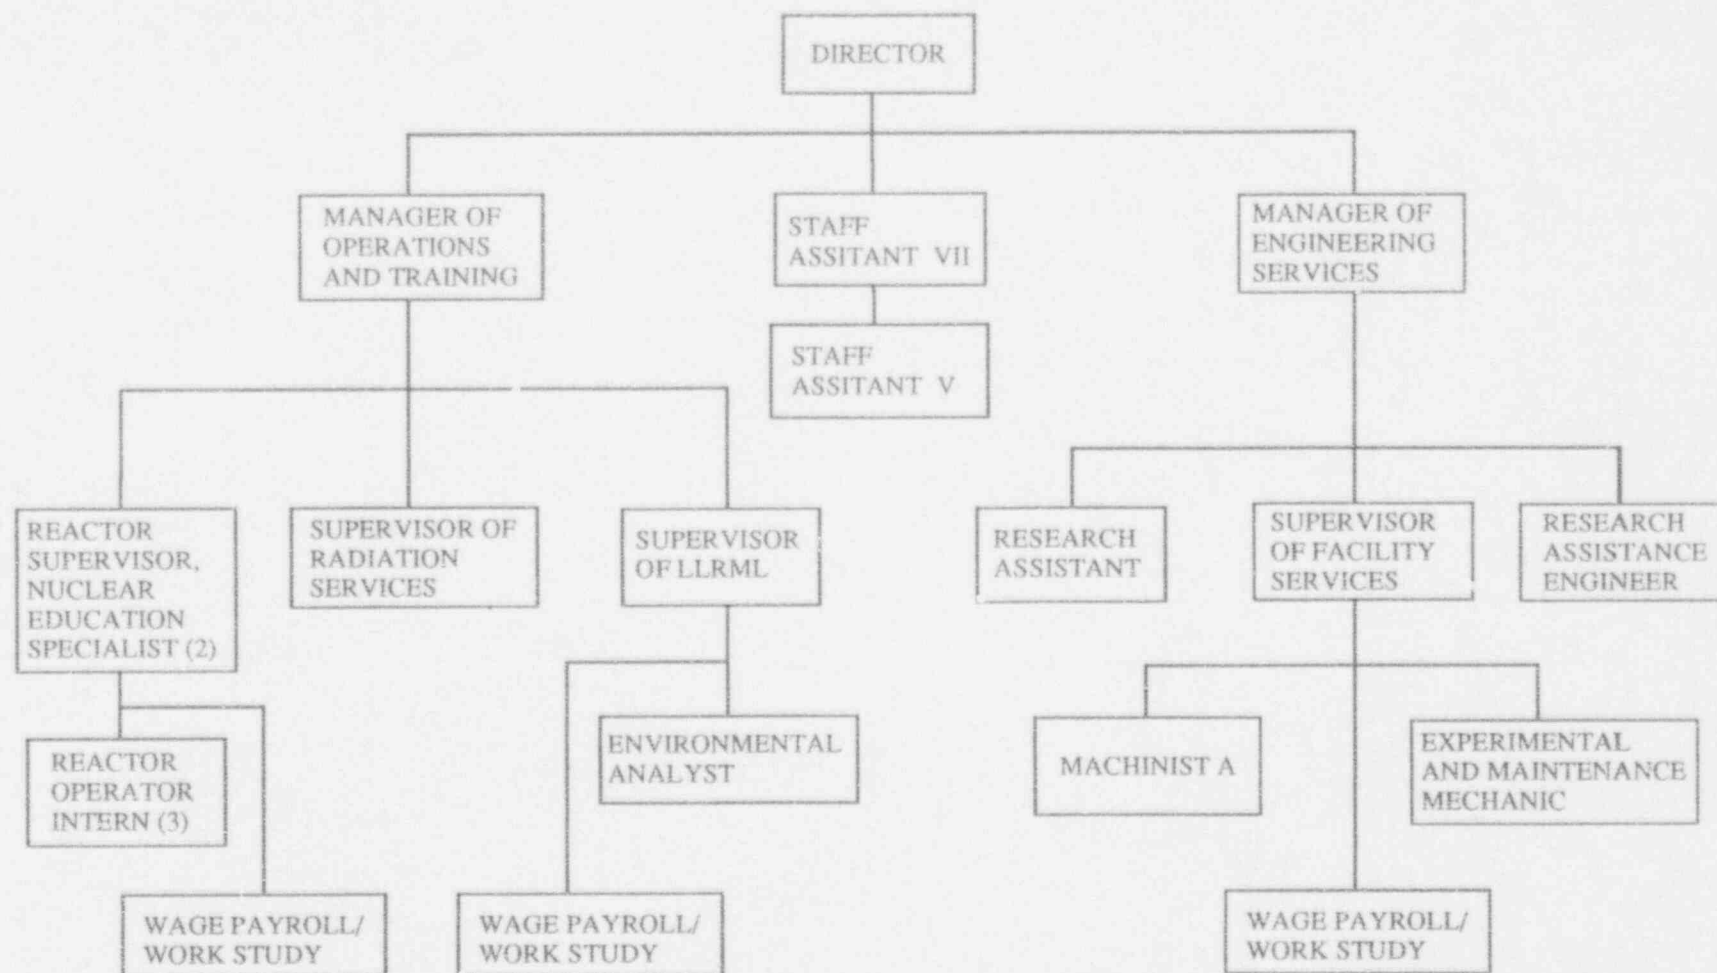 DIRECTOR
MANAGER OF
OPERATIONS
AND TRAINING
STAFF
ASSITANT VII
MANAGER OF
ENGINEERING
SERVICES
STAFF
ASSITANT V
REACTOR
SUPERVISOR,
NUCLEAR
EDUCATION
SPECIALIST (2)
SUPERVISOR OF
RADIATION
SERVICES
SUPERVISOR
OF LLRML
RESEARCH
ASSISTANT
SUPERVISOR
OF FACILITY
SERVICES
RESEARCH
ASSISTANCE
ENGINEER
REACTOR
OPERATOR
INTERN (3)
ENVIRONMENTAL
ANALYST
MACHINIST A
EXPERIMENTAL
AND MAINTENANCE
MECHANIC
WAGE PAYROLL/
WORK STUDY
WAGE PAYROLL/
WORK STUDY
WAGE PAYROLL/
WORK STUDY